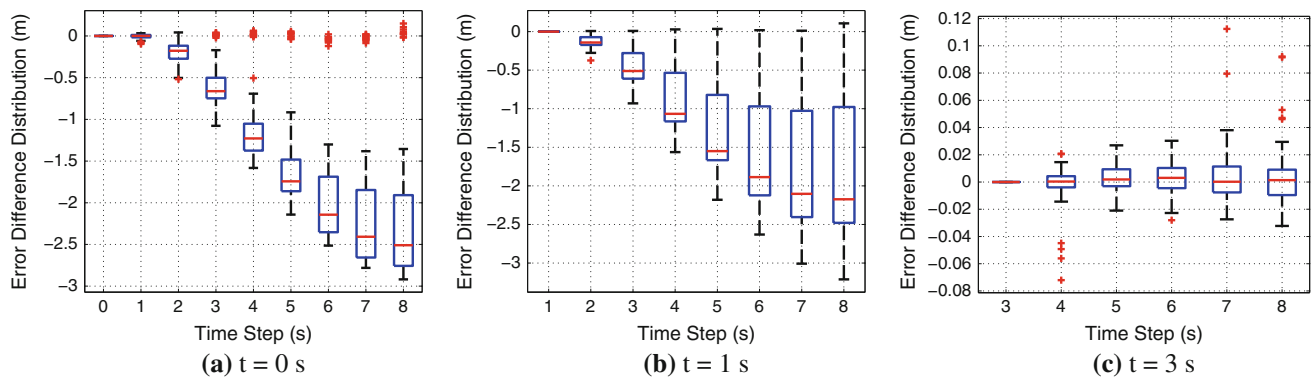 Error Difference Distribution (m)
0
−0.5
−1
−1.5
−2
−2.5
−3
0 1 2 3 4 5 6 7 8
Time Step (s)
(a) t = 0 s
Error Difference Distribution (m)
0
−0.5
−1
−1.5
−2
−2.5
−3
1 2 3 4 5 6 7 8
Time Step (s)
(b) t = 1 s
Error Difference Distribution (m)
0.12
0.1
0.08
0.06
0.04
0.02
0
−0.02
−0.04
−0.06
−0.08
3 4 5 6 7 8
Time Step (s)
(c) t = 3 s